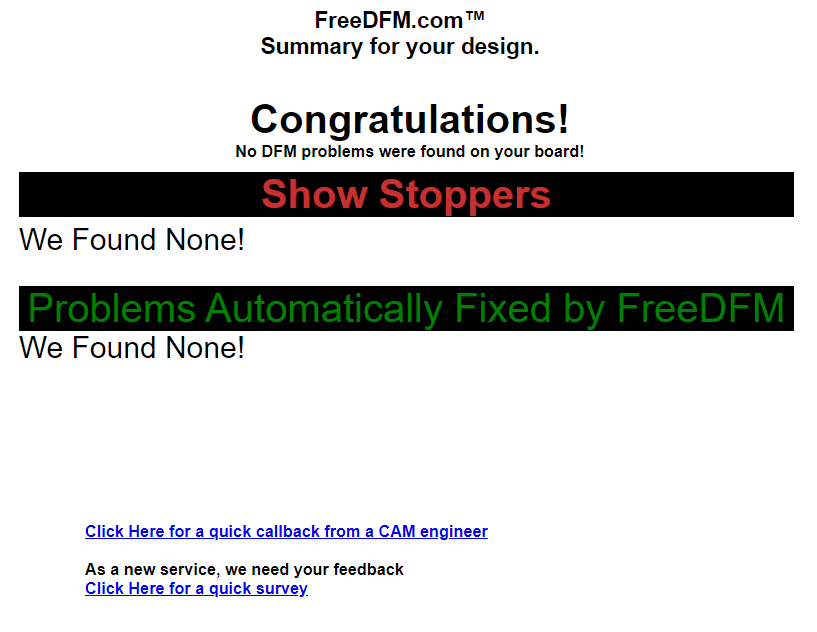 FreeDFM.com™
Summary for your design.
Congratulations!
No DFM problems were found on your board!
Show Stoppers
We Found None!
Problems Automatically Fixed by FreeDFM
We Found None!
Click Here for a quick callback from a CAM engineer
As a new service, we need your feedback
Click Here for a quick survey